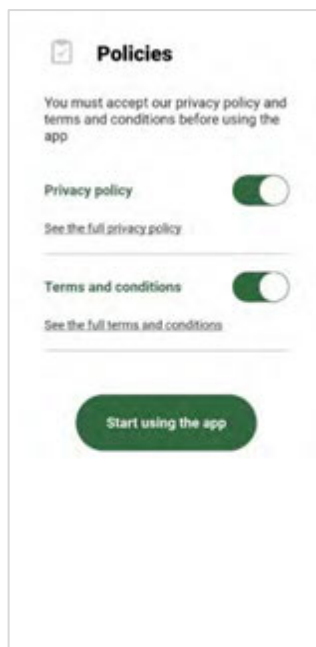 Policies
You must accept our privacy policy and
terms and conditions before using the
app
Privacy policy
See the full privacy policy
Terms and conditions
See the full terms and conditions
Start using the app